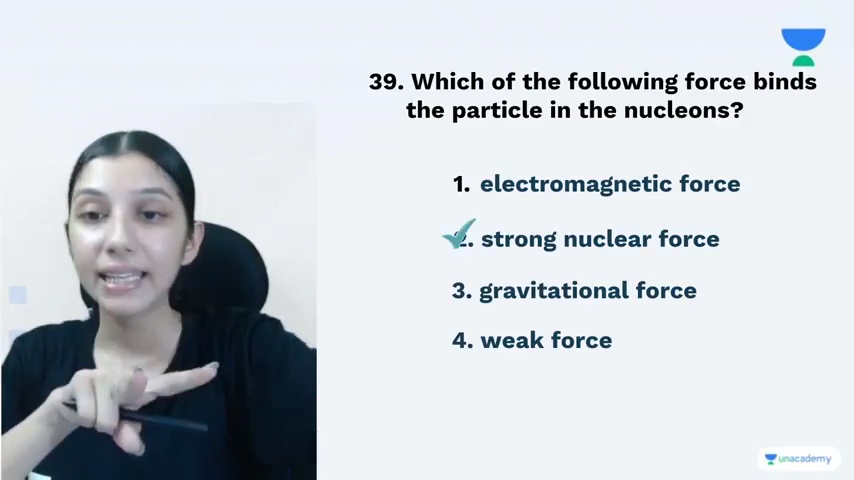 39. Which of the following force binds
the particle in the nucleons?
1. electromagnetic force
2. strong nuclear force
3. gravitational force
4. weak force
unacademy